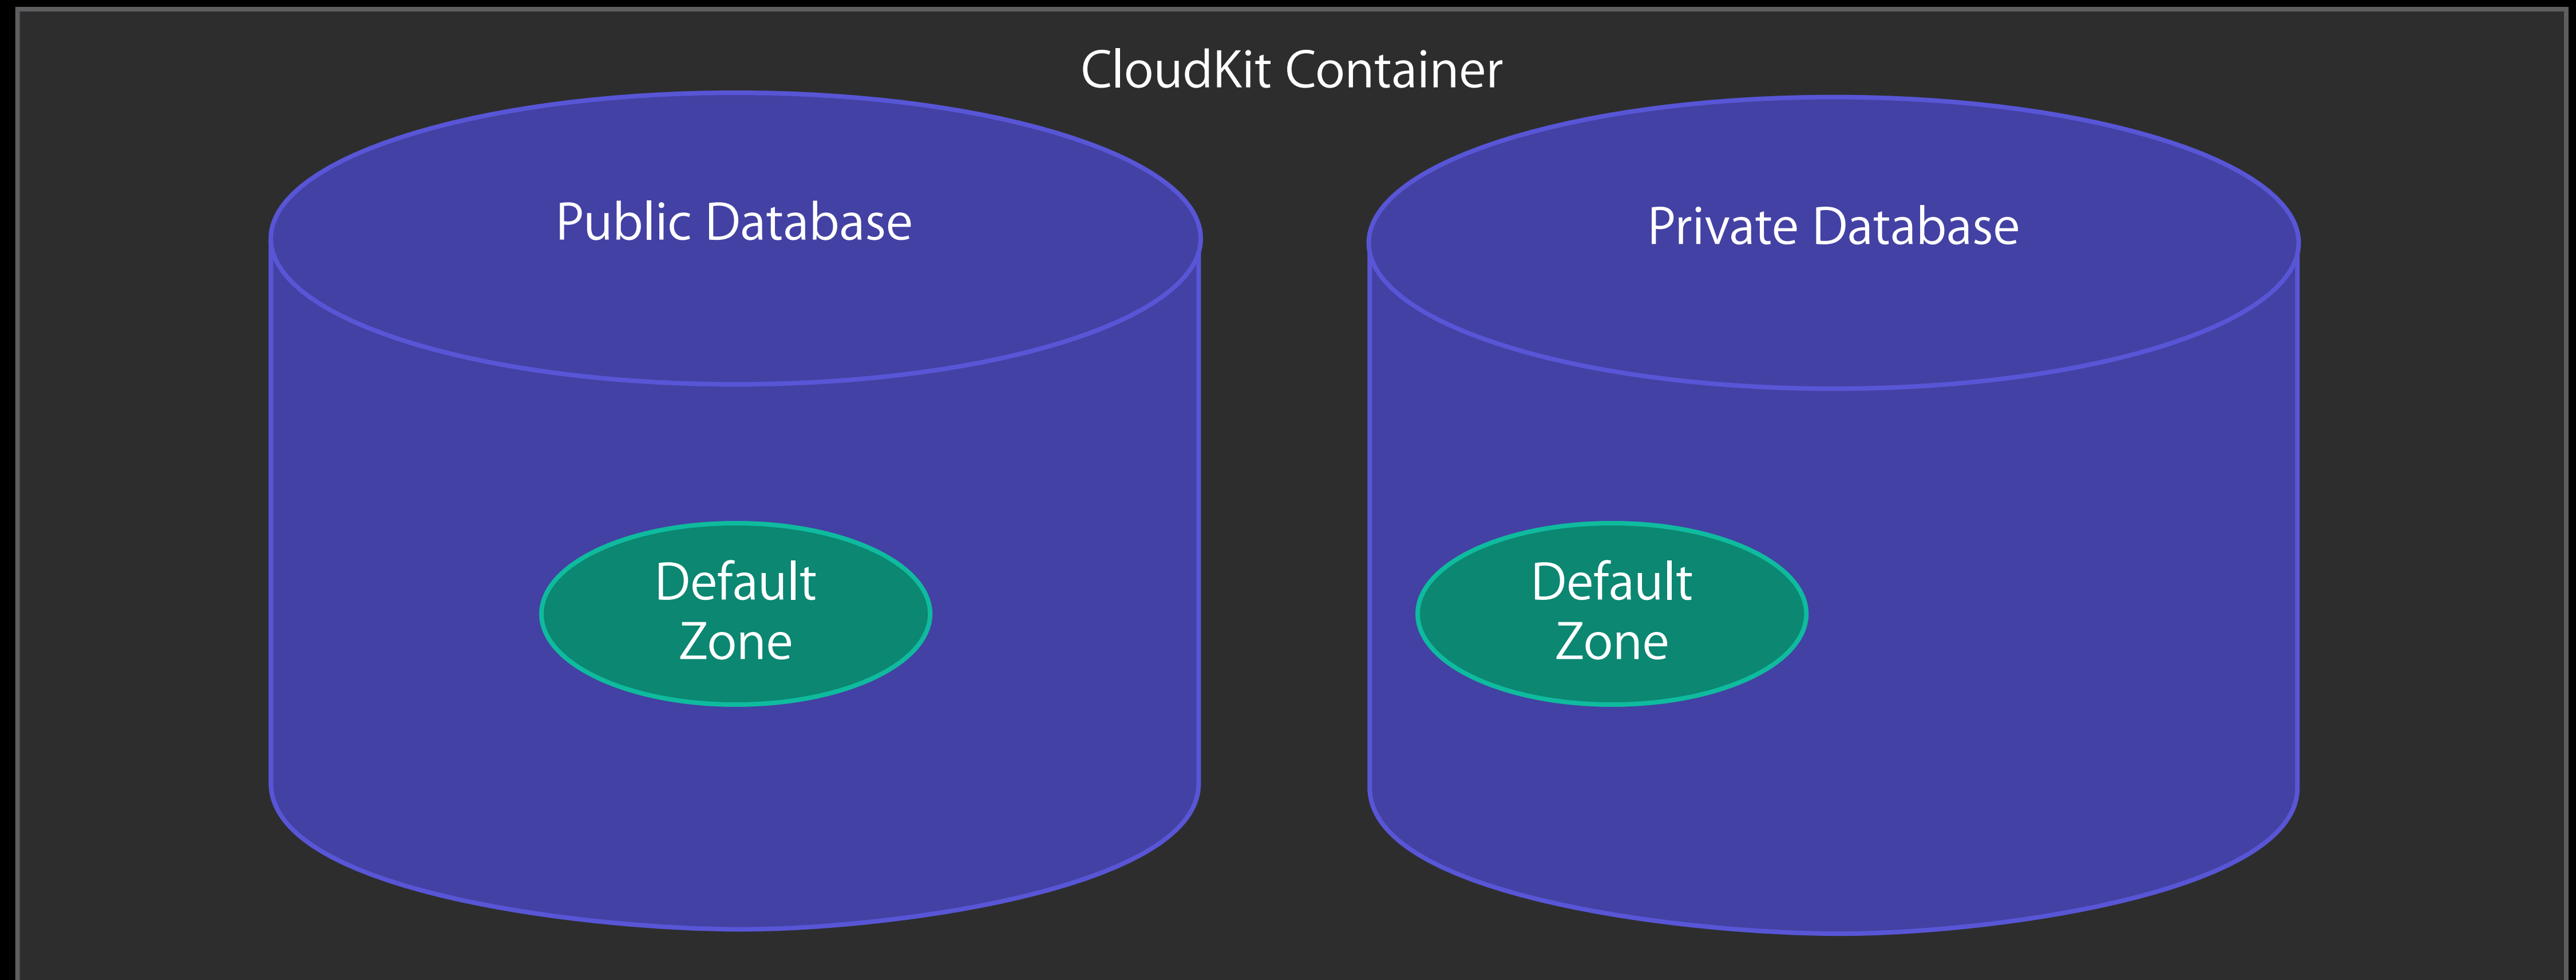 CloudKit Container
Public Database
Private Database
Default
Zone
Default
Zone